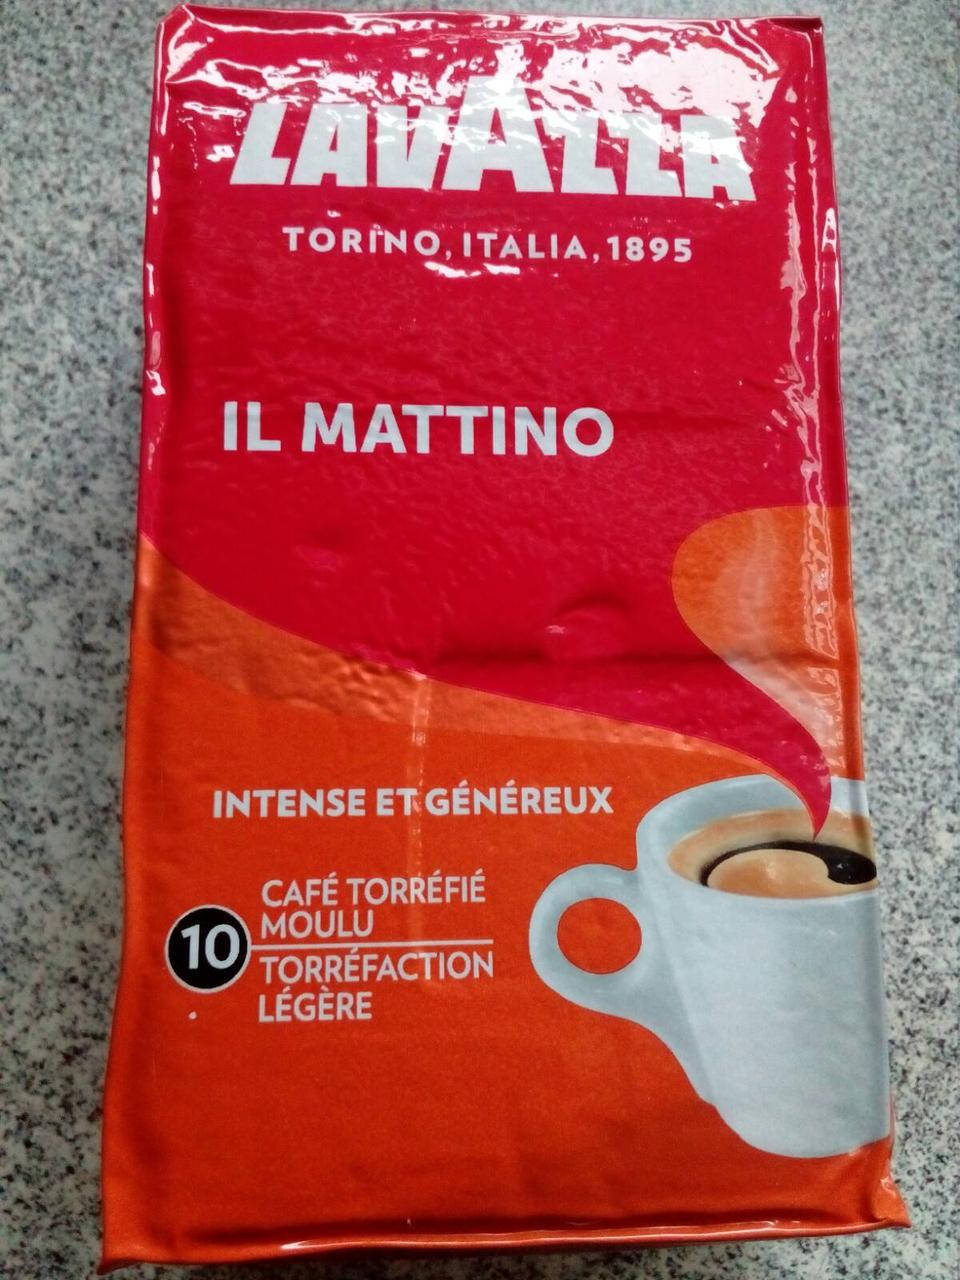 LAVAZZA
TORINO, ITALIA, 1895
IL MATTINO
INTENSE ET GÉNÉREUX
10
CAFÉ TORRÉFIÉ
MOULU
TORRÉFACTION
LÉGÈRE